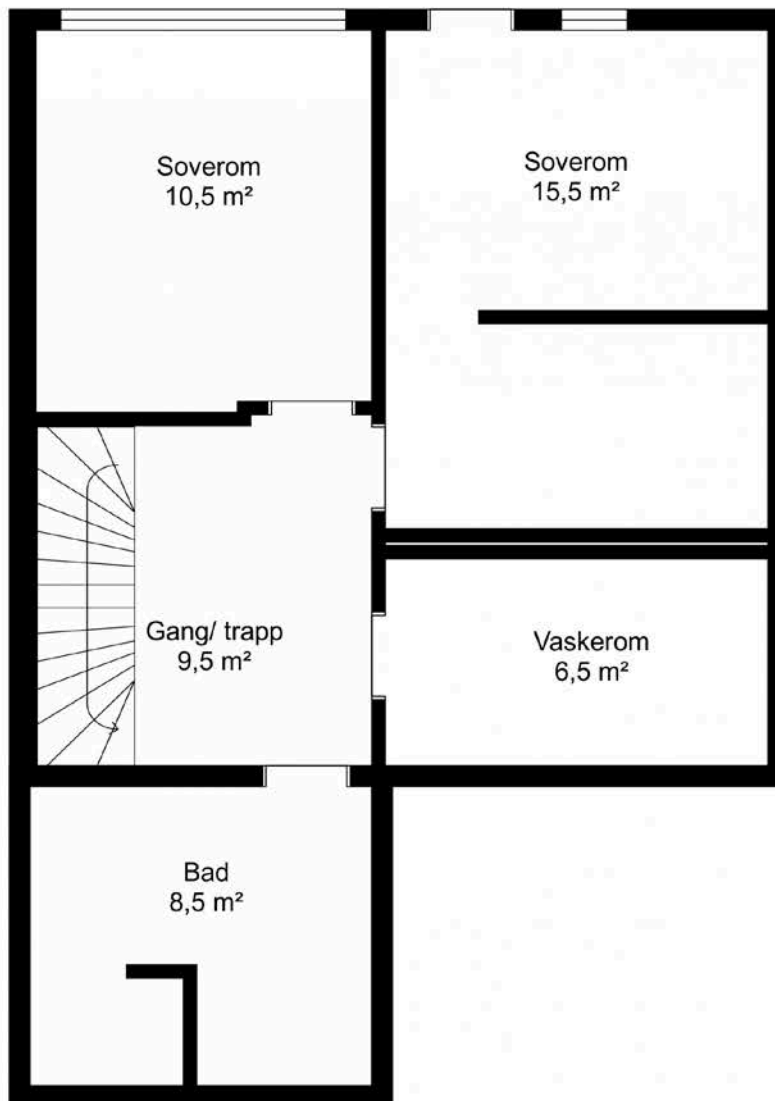 Soverom
10,5 m²
Soverom
15,5 m²
Gang/ trapp
9,5 m²
Vaskerom
6,5 m²
Bad
8,5 m²